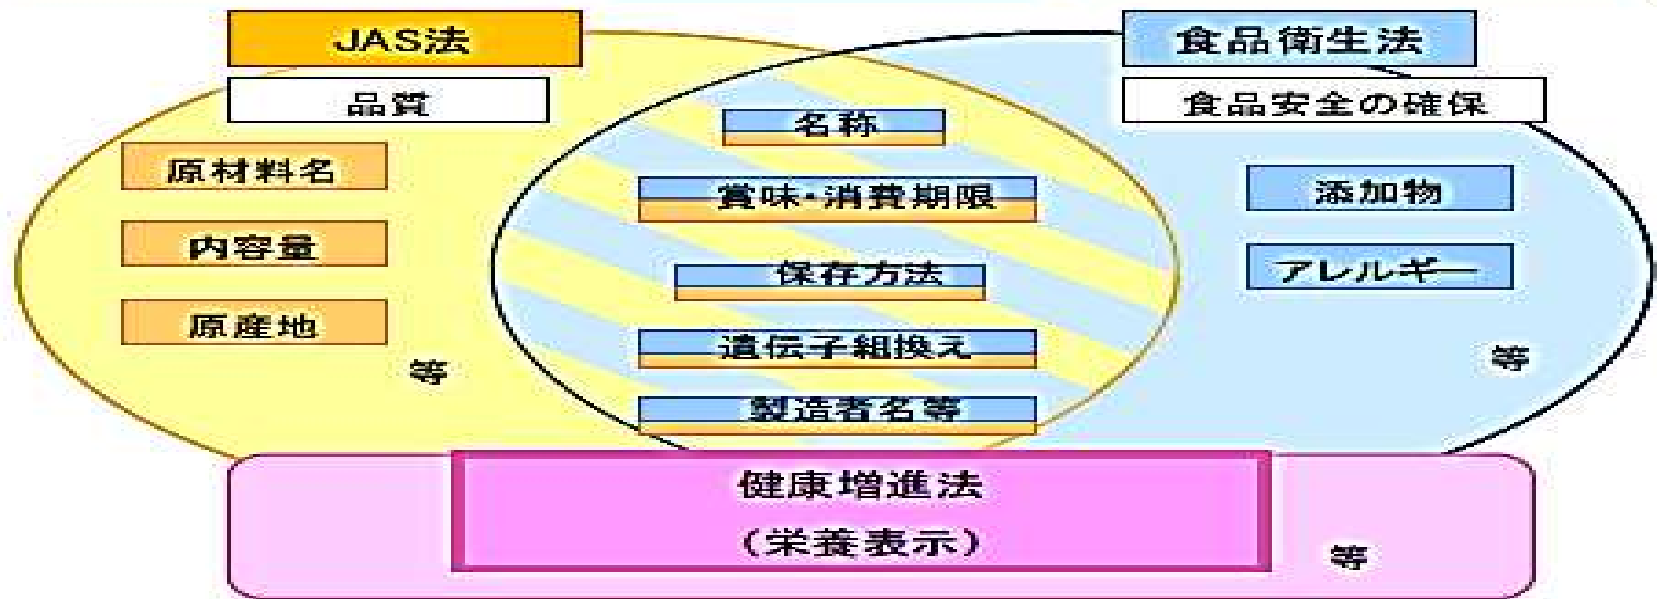 JAS法
品質
原材料名
内容量
原産地
等
名称
賞味・消費期限
保存方法
遺伝子組換え
製造者名等
食品衛生法
食品安全の確保
添加物
アレルギー
等
健康増進法
(栄養表示)
等